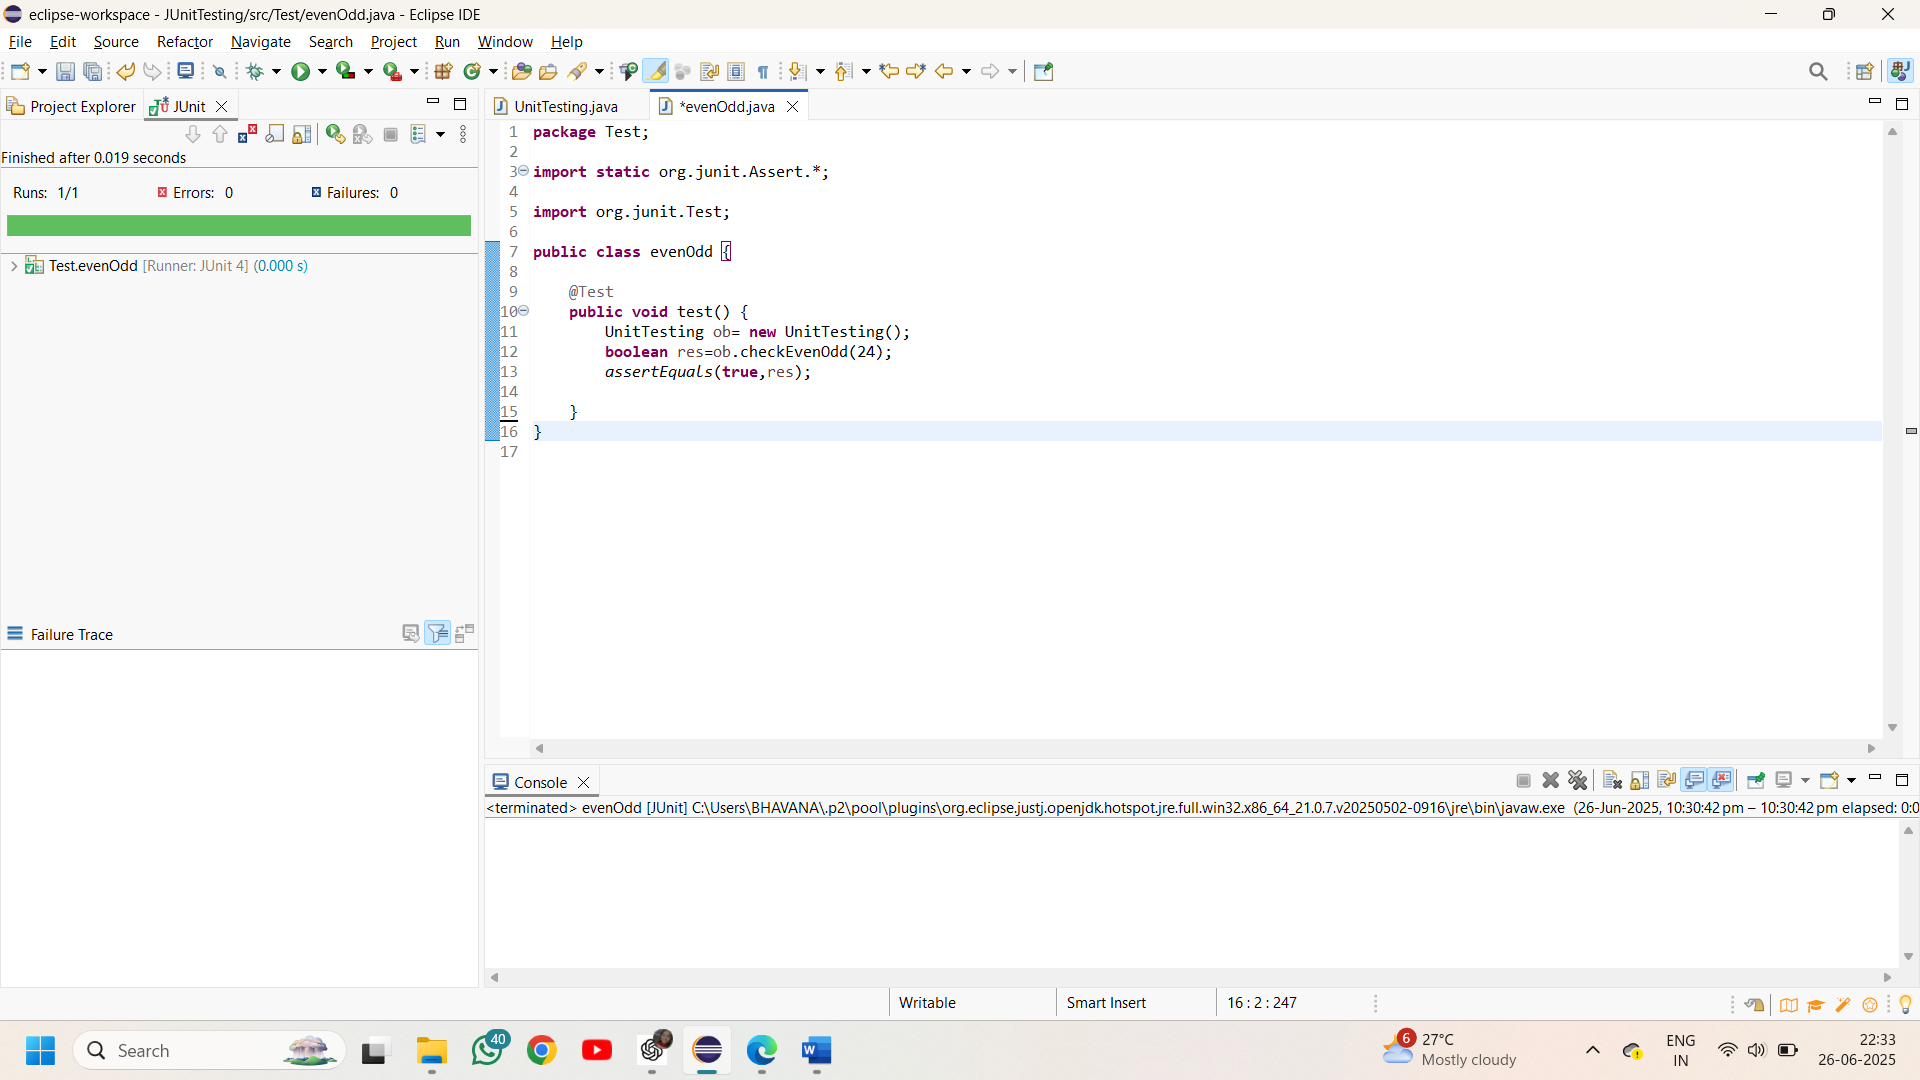 eclipse-workspace - JUnitTesting/src/Test/evenOdd.java - Eclipse IDE
File Edit Source Refactor Navigate Search Project Run Window Help
Project Explorer JUnit
UnitTesting.java *evenOdd.java
Finished after 0.019 seconds
Runs: 1/1 Errors: 0 Failures: 0
Test.evenOdd [Runner: JUnit 4] (0.000 s)
Failure Trace
1 package Test;
2
3 import static org.junit.Assert.*;
4
5 import org.junit.Test;
6
7 public class evenOdd {
8
9 @Test
10 public void test() {
11 UnitTesting ob= new UnitTesting();
12 boolean res=ob.checkEvenOdd(24);
13 assertEquals(true,res);
14
15 }
16 }
17
Console
<terminated> evenOdd [JUnit] C:\Users\BHAVANA\.p2\pool\plugins\org.eclipse.justj.openjdk.hotspot.jre.full.win32.x86_64_21.0.7.v20250502-0916\jre\bin\javaw.exe (26-Jun-2025, 10:30:42 pm – 10:30:42 pm elapsed: 0:0
Writable Smart Insert 16 : 2 : 247
Search
40
6
27°C
Mostly cloudy
ENG
IN
22:33
26-06-2025